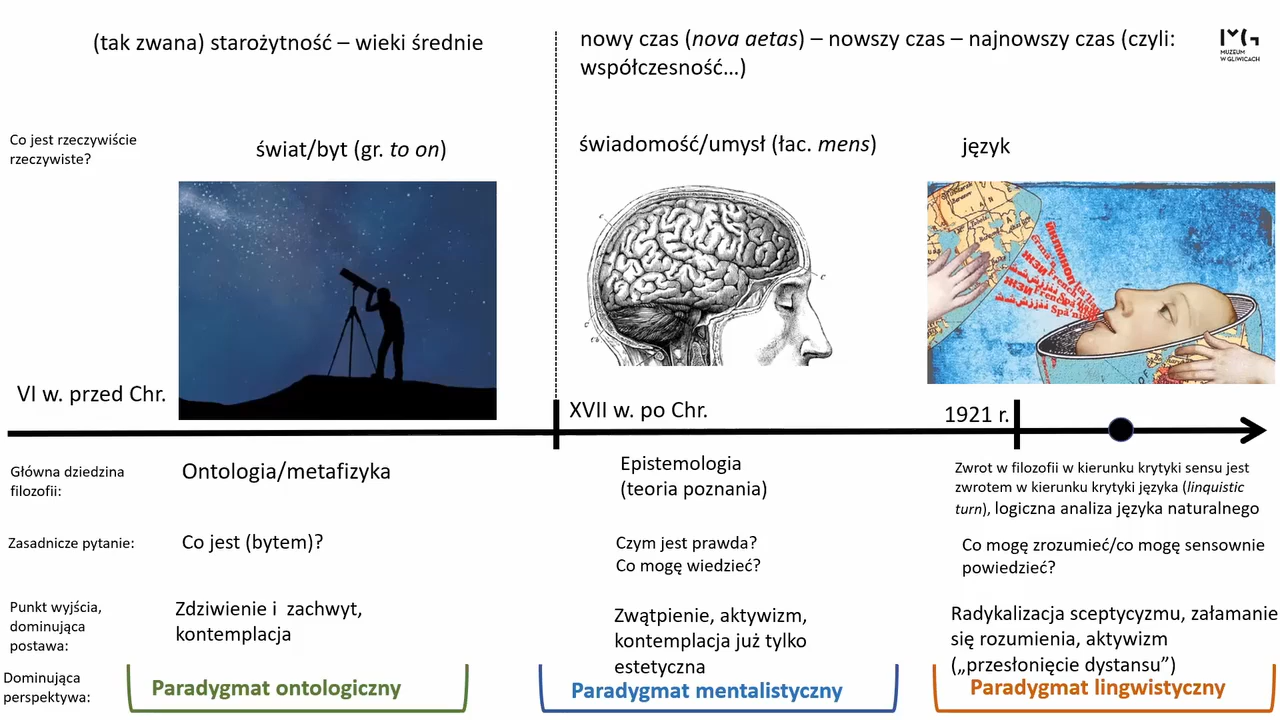 (tak zwana) starożytność – wieki średnie
nowy czas (nova aetas) – nowszy czas – najnowszy czas (czyli:
współczesność...)
MUZEUM
W GLIWICACH
Co jest rzeczywiście
rzeczywiste?
świat/byt (gr. to on)
świadomość/umysł (łac. mens)
język
VI w. przed Chr.
XVII w. po Chr.
1921 r.
Główna dziedzina
filozofii:
Ontologia/metafizyka
Epistemologia
(teoria poznania)
Zwrot w filozofii w kierunku krytyki sensu jest
zwrotem w kierunku krytyki języka (linquistic
turn), logiczna analiza języka naturalnego
Zasadnicze pytanie:
Co jest (bytem)?
Czym jest prawda?
Co mogę wiedzieć?
Co mogę zrozumieć/co mogę sensownie
powiedzieć?
Punkt wyjścia,
dominująca
postawa:
Zdziwienie i zachwyt,
kontemplacja
Zwątpienie, aktywizm,
kontemplacja już tylko
estetyczna
Radykalizacja sceptycyzmu, załamanie
się rozumienia, aktywizm
(„przesłonięcie dystansu”)
Dominująca
perspektywa:
Paradygmat ontologiczny
Paradygmat mentalistyczny
Paradygmat lingwistyczny